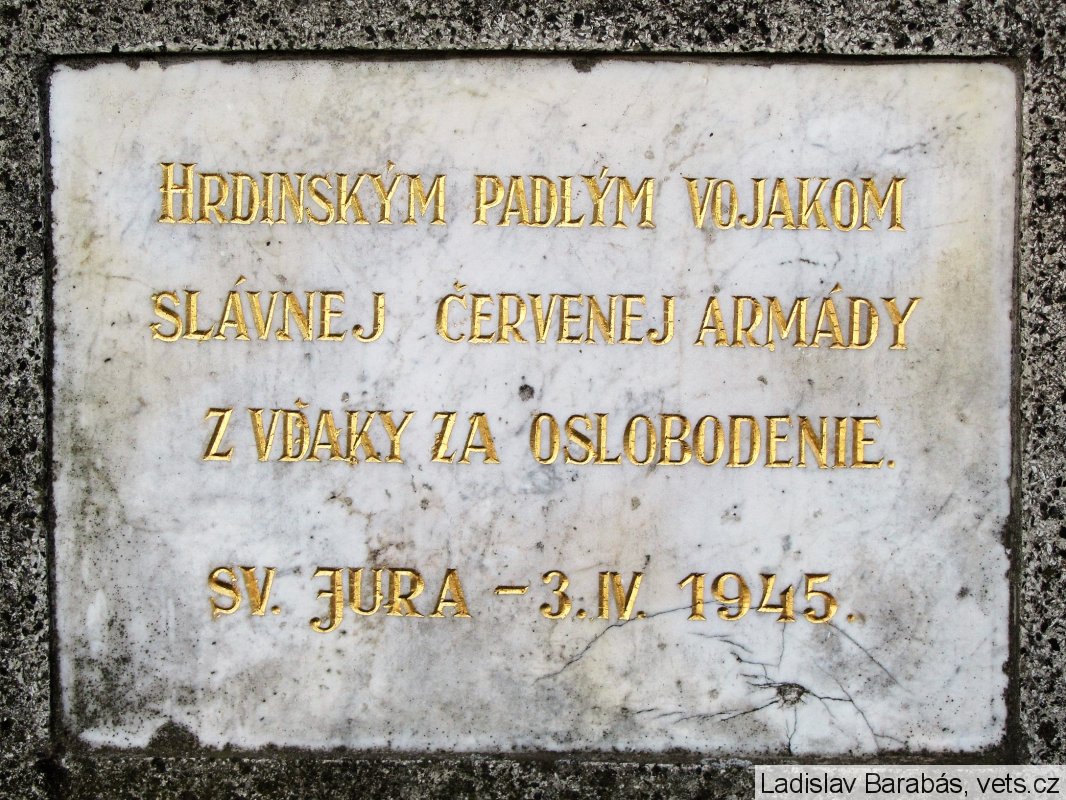 HRDINSKÝM PADLÝM VOJAKOM
SLÁVNEJ ČERVENEJ ARMÁDY
Z VĎAKY ZA OSLOBODENIE.
SV. JURA – 3. IV. 1945.
Ladislav Barabás, vets.cz